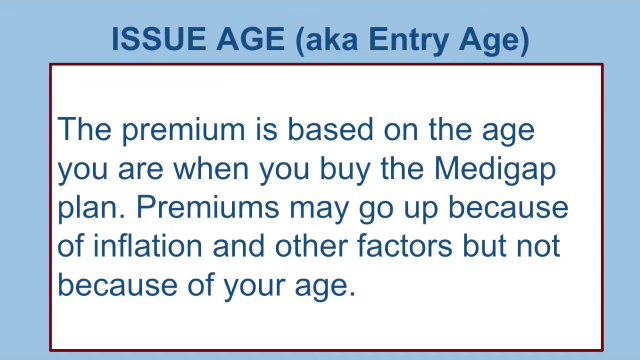 ISSUE AGE (aka Entry Age)
The premium is based on the age
you are when you buy the Medigap
plan. Premiums may go up because
of inflation and other factors but not
because of your age.